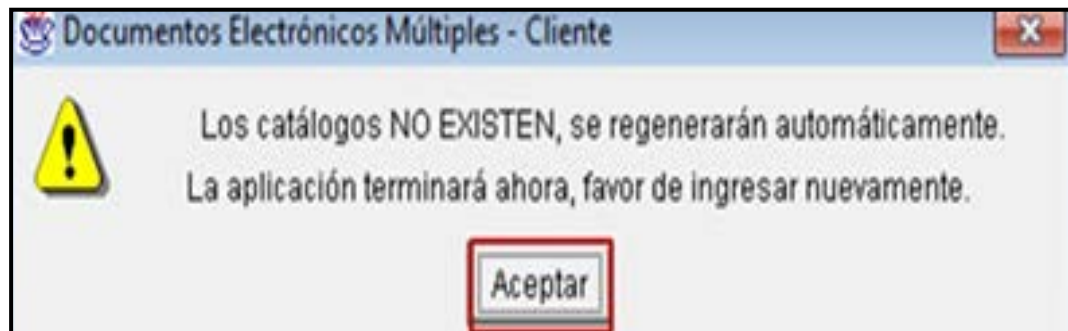 Documentos Electrónicos Múltiples - Cliente
Los catálogos NO EXISTEN, se regenerarán automáticamente.
La aplicación terminará ahora, favor de ingresar nuevamente.
Aceptar